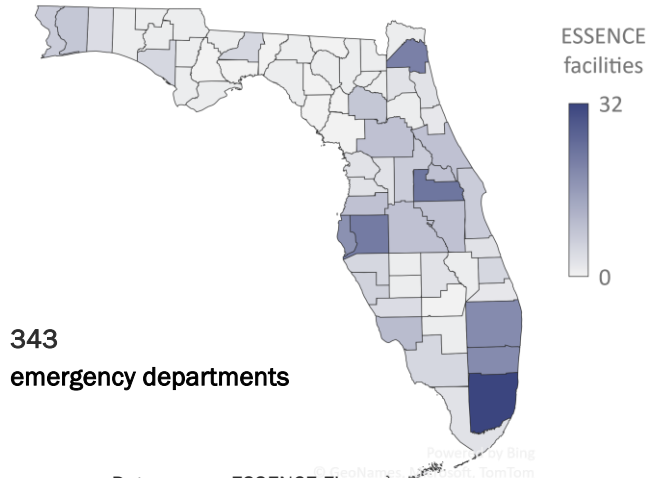 ESSENCE
facilities
32
0
343
emergency departments
Powered by Bing
© GeoNames, Microsoft, TomTom